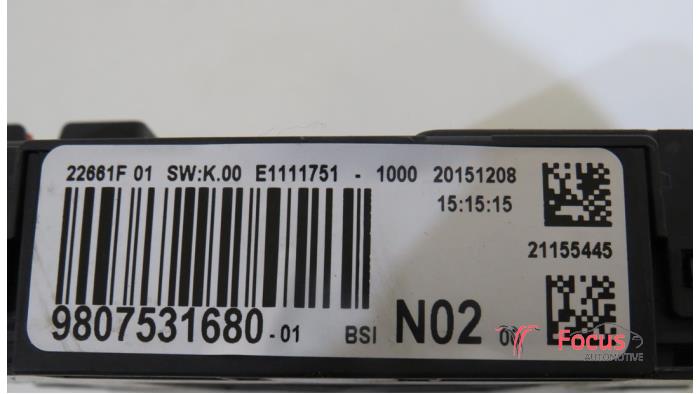 22661F 01 SW:K.00 E1111751 - 1000 20151208
15:15:15
21155445
9807531680-01 BSI N02
Focus
AUTOMOTIVE